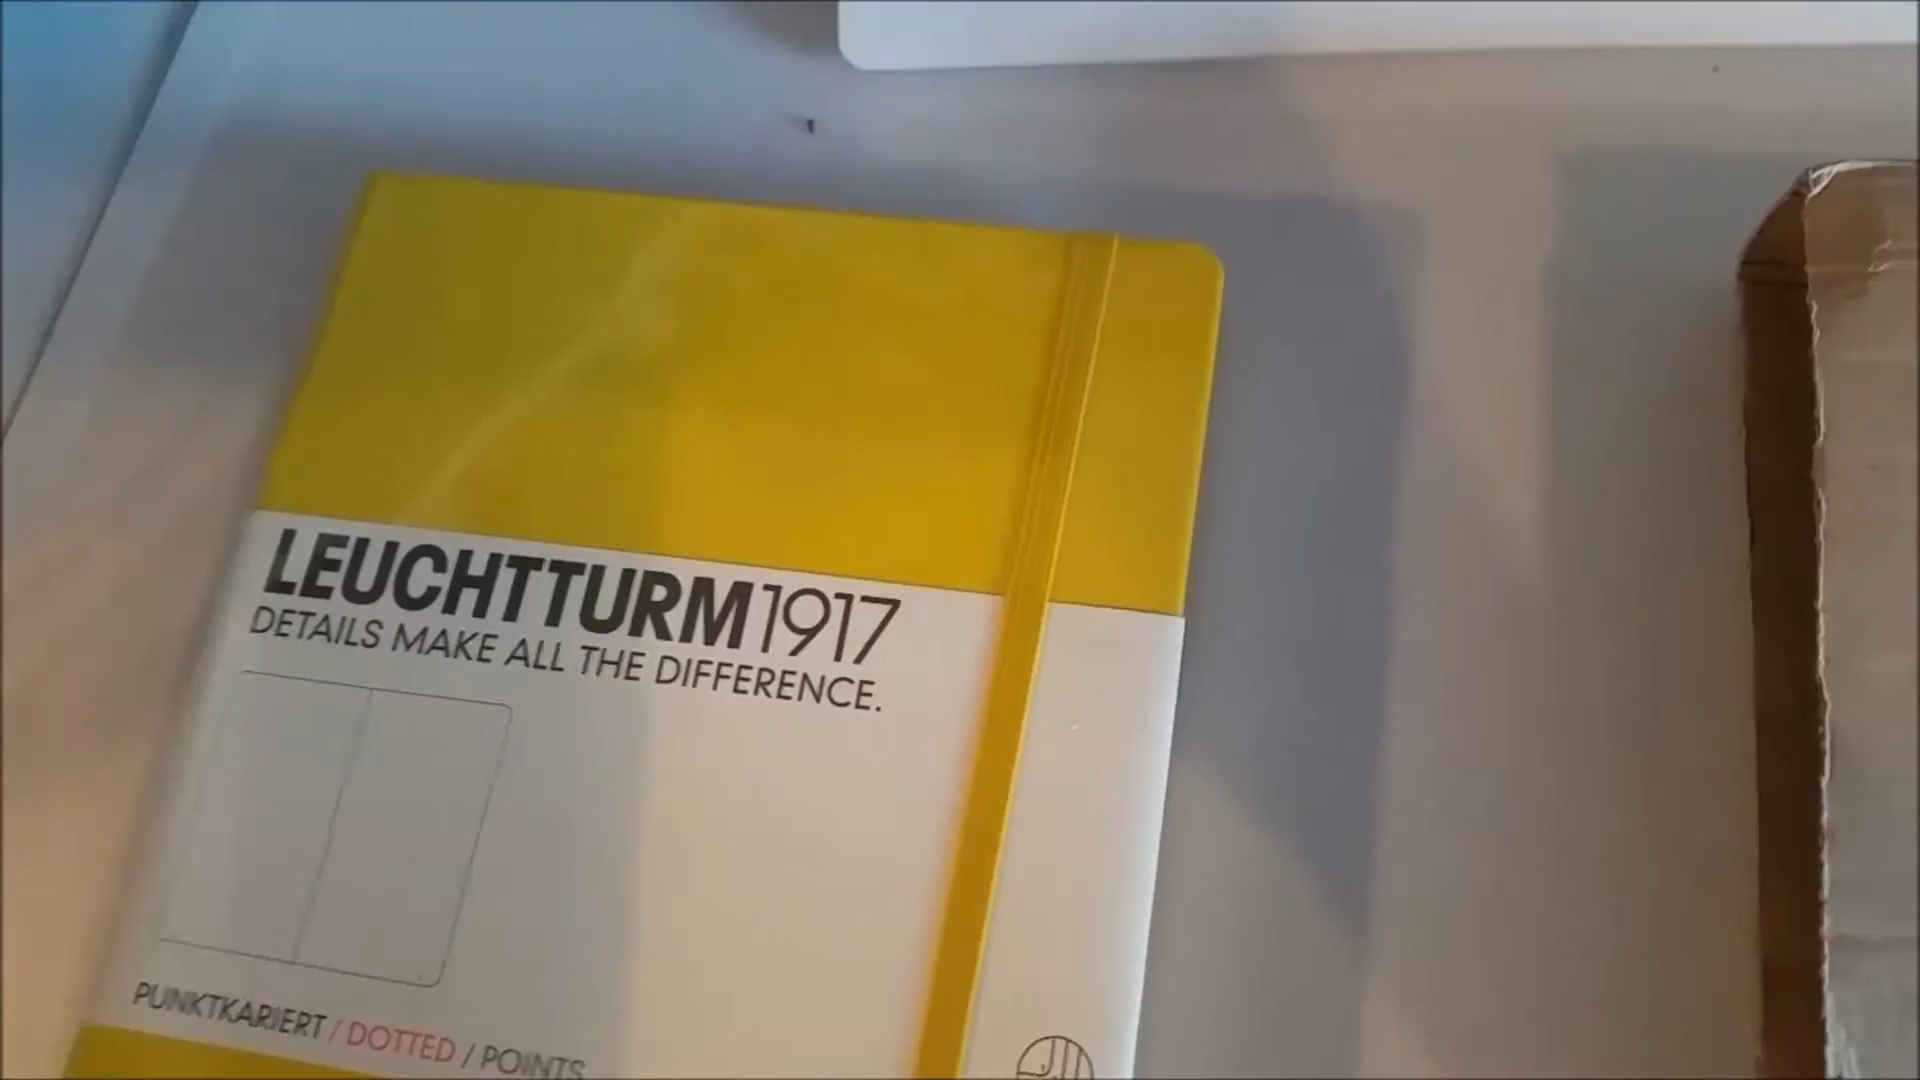 LEUCHTTURM1917
DETAILS MAKE ALL THE DIFFERENCE.
PUNKTKARIERT / DOTTED / POINTS